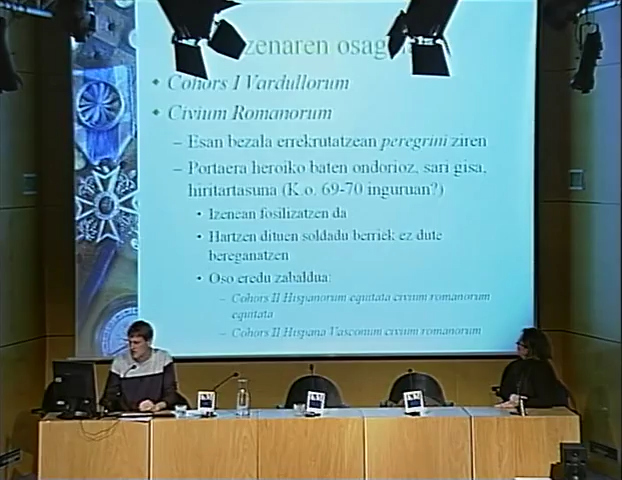 zenaren osag
Cohors I Vardullorum
Civium Romanorum
– Esan bezala errekrutatzean peregrini ziren
– Portaera heroiko baten ondorioz, sari gisa,
hiritartasuna (K.o. 69-70 inguruan?)
• Izenean fosilizatzen da
• Hartzen dituen soldadu berriek ez dute
bereganatzen
• Oso eredu zabaldua:
– Cohors II Hispanorum equitata civium romanorum
equitata
– Cohors II Hispana Vasconum civium romanorum